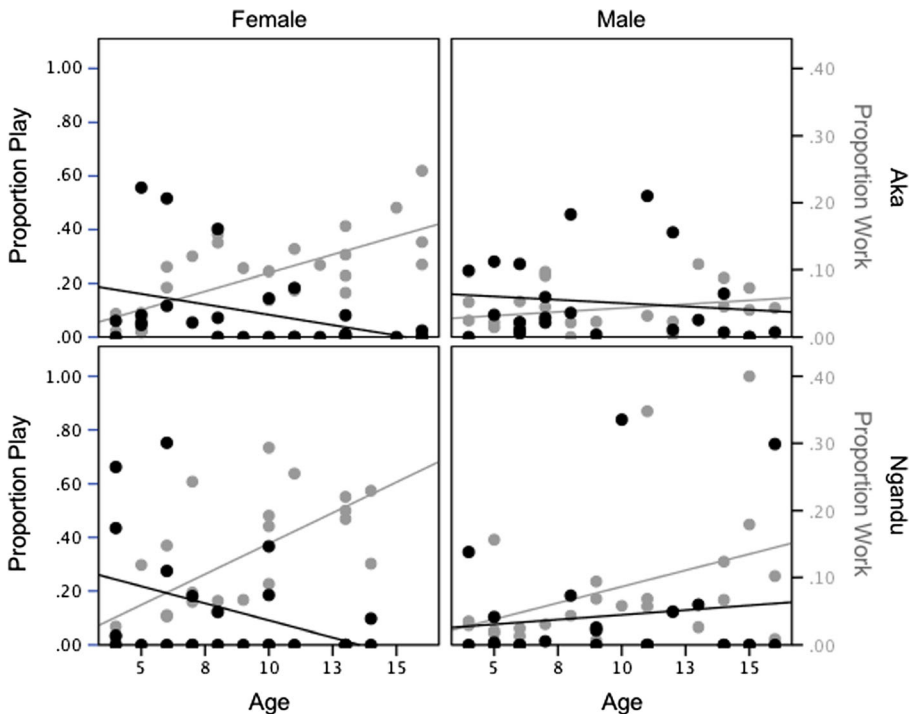 Female Male
1.00
.80
.60
.40
.20
.00
Proportion Play
.40
.30
.20
.10
.00
Proportion Work
Aka
1.00
.80
.60
.40
.20
.00
Proportion Play
.40
.30
.20
.10
.00
Proportion Work
Ngandu
5 8 10 13 15 5 8 10 13 15
Age Age